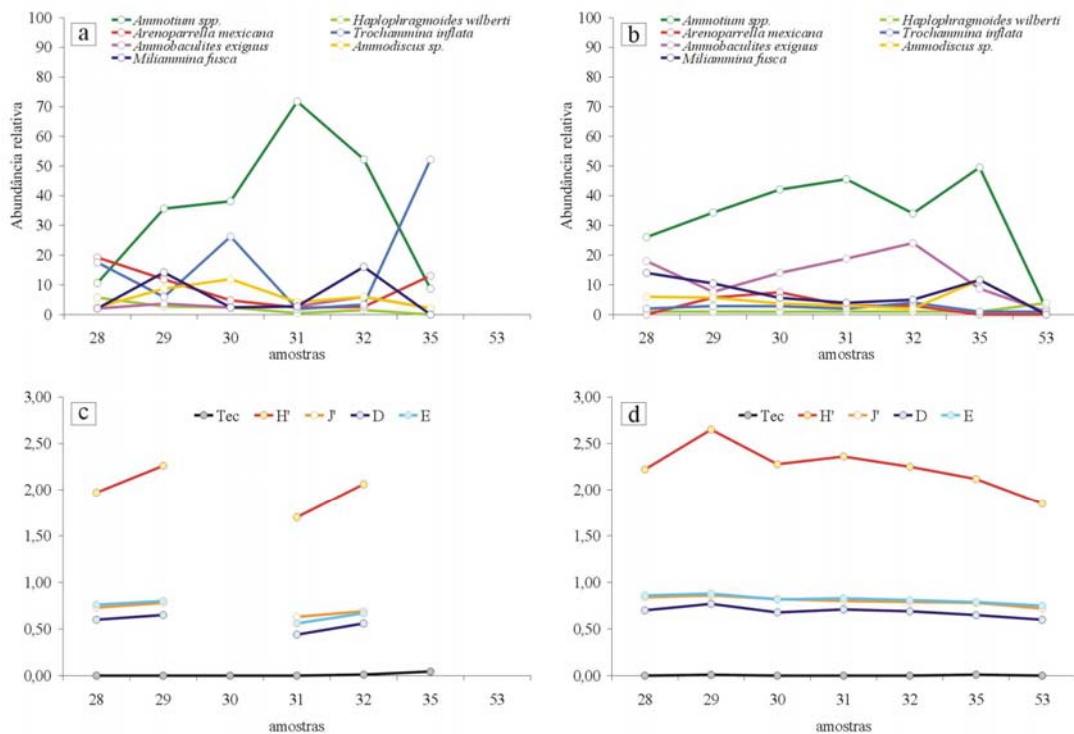 a
Ammotium spp.
Haplophragmoides wilberti
Arenoparrella mexicana
Trochammina inflata
Ammobaculites exiguus
Ammodiscus sp.
Miliammina fusca
Abundância relativa
100
90
80
70
60
50
40
30
20
10
0
28 29 30 31 32 35 53
amostras
b
Ammotium spp.
Haplophragmoides wilberti
Arenoparrella mexicana
Trochammina inflata
Ammobaculites exiguus
Ammodiscus sp.
Miliammina fusca
Abundância relativa
100
90
80
70
60
50
40
30
20
10
0
28 29 30 31 32 35 53
amostras
c
Tec H' J' D E
3,00
2,50
2,00
1,50
1,00
0,50
0,00
28 29 30 31 32 35 53
amostras
d
Tec H' J' D E
3,00
2,50
2,00
1,50
1,00
0,50
0,00
28 29 30 31 32 35 53
amostras